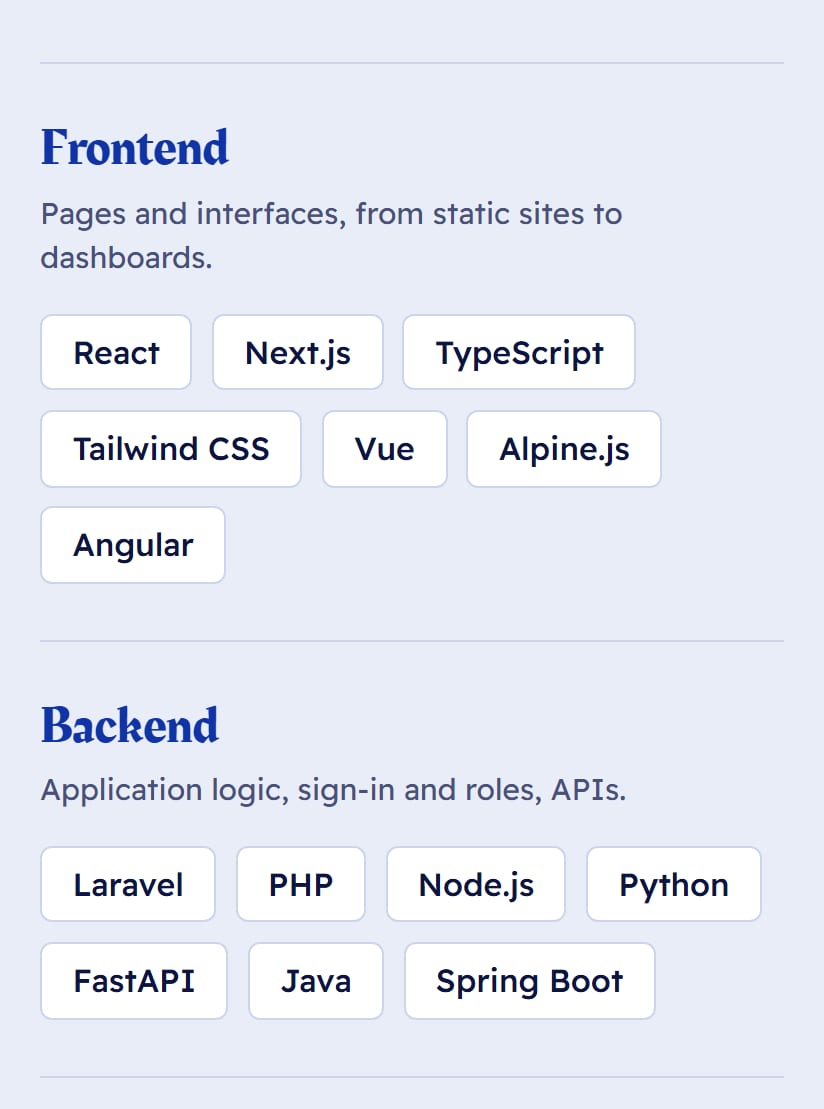 Frontend
Pages and interfaces, from static sites to
dashboards.
React Next.js TypeScript
Tailwind CSS Vue Alpine.js
Angular
Backend
Application logic, sign-in and roles, APIs.
Laravel PHP Node.js Python
FastAPI Java Spring Boot